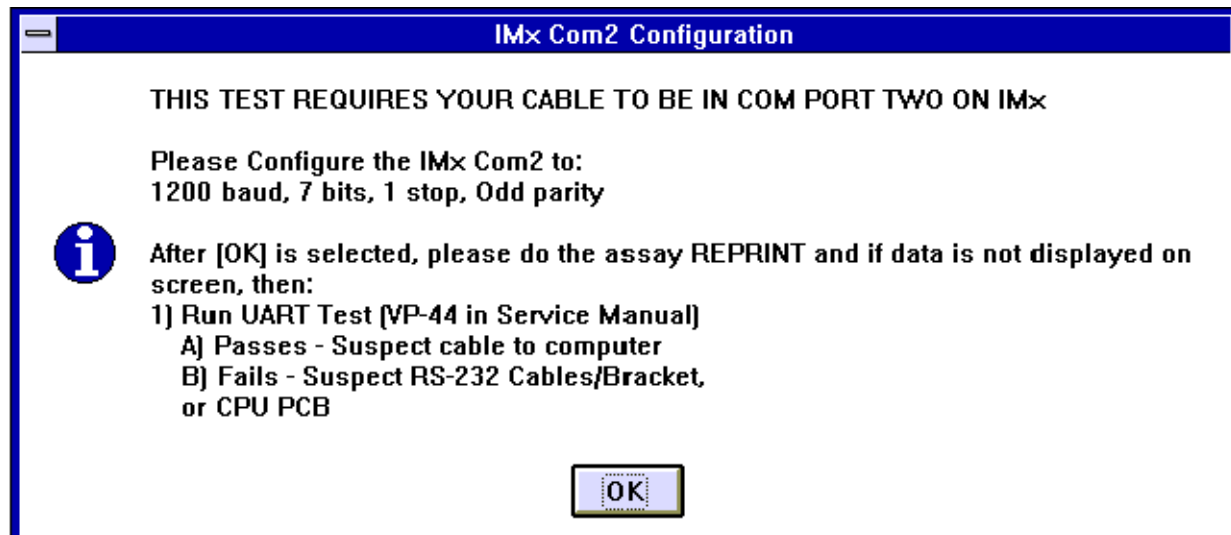 IMx Com2 Configuration
THIS TEST REQUIRES YOUR CABLE TO BE IN COM PORT TWO ON IMx
Please Configure the IMx Com2 to:
1200 baud, 7 bits, 1 stop, Odd parity
After [OK] is selected, please do the assay REPRINT and if data is not displayed on
screen, then:
1) Run UART Test (VP-44 in Service Manual)
A) Passes - Suspect cable to computer
B) Fails - Suspect RS-232 Cables/Bracket,
or CPU PCB
OK